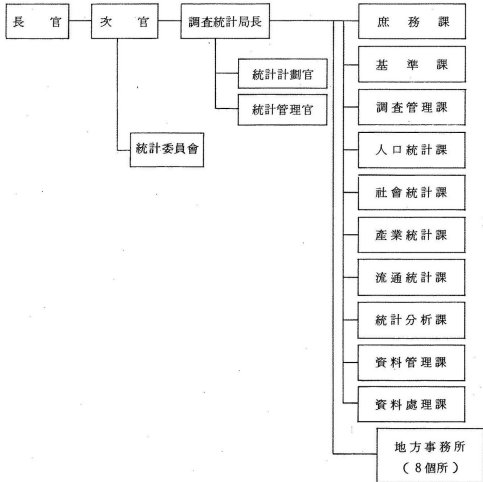 長官
次官
調査統計局長
庶務課
統計計劃官
基準課
統計管理官
調査管理課
統計委員會
人口統計課
社會統計課
產業統計課
流通統計課
統計分析課
資料管理課
資料處理課
地方事務所
(8個所)